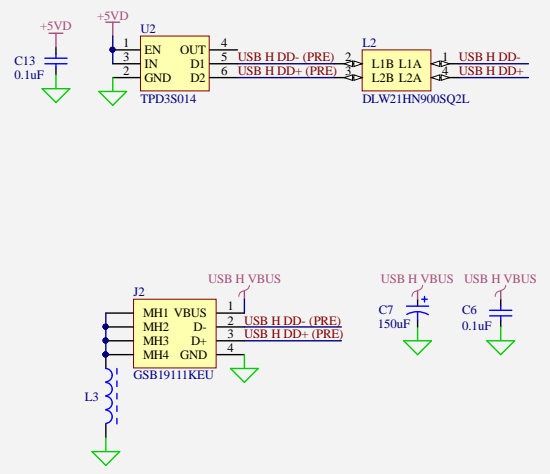 +5VD
C13
0.1uF
+5VD
U2
1 EN OUT 4
3 IN D1 5 USB H DD- (PRE)
2 GND D2 6 USB H DD+ (PRE)
TPD3S014
L2
2 L1B L1A 1 USB H DD-
3 L2B L2A 4 USB H DD+
DLW21HN900SQ2L
USB H VBUS
J2
MH1 VBUS 1
MH2 D- 2 USB H DD- (PRE)
MH3 D+ 3 USB H DD+ (PRE)
MH4 GND 4
GSB19111KEU
L3
USB H VBUS
+
C7
150uF
USB H VBUS
C6
0.1uF